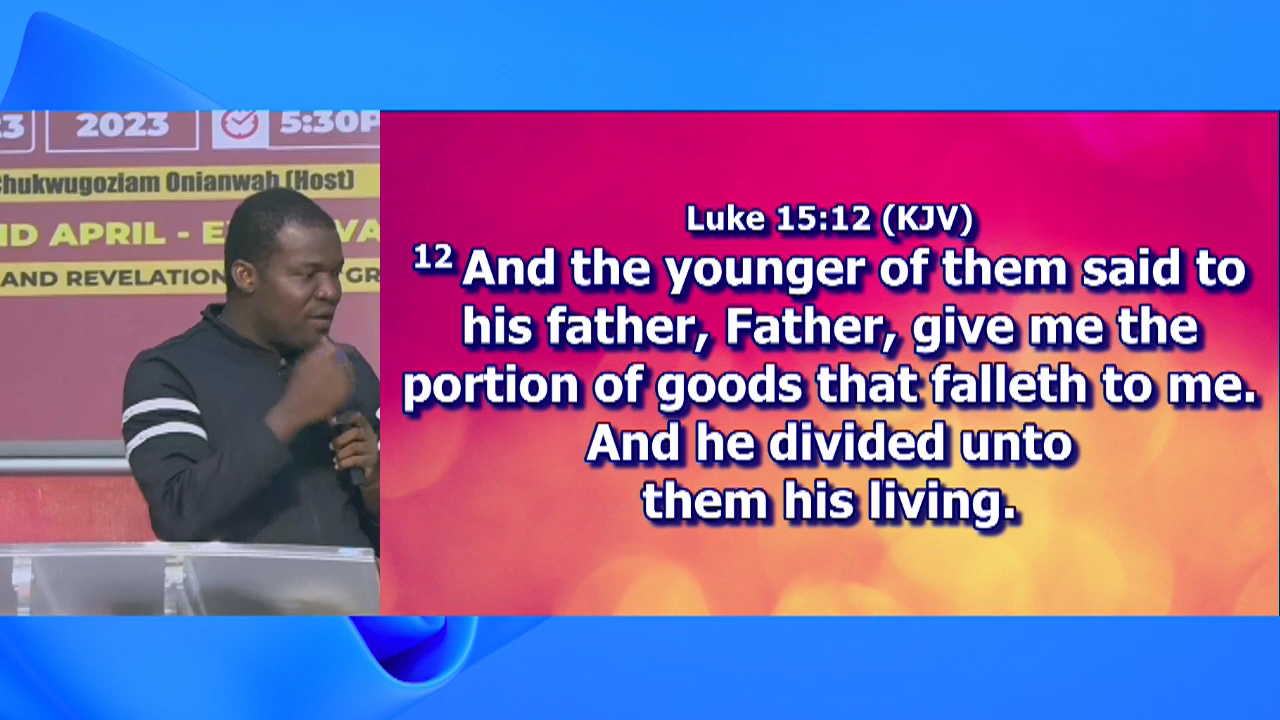 2023
5:30P
Chukwugoziam Onianwah (Host)
APRIL - E
AND REVELATION
Luke 15:12 (KJV)
12 And the younger of them said to
his father, Father, give me the
portion of goods that falleth to me.
And he divided unto
them his living.